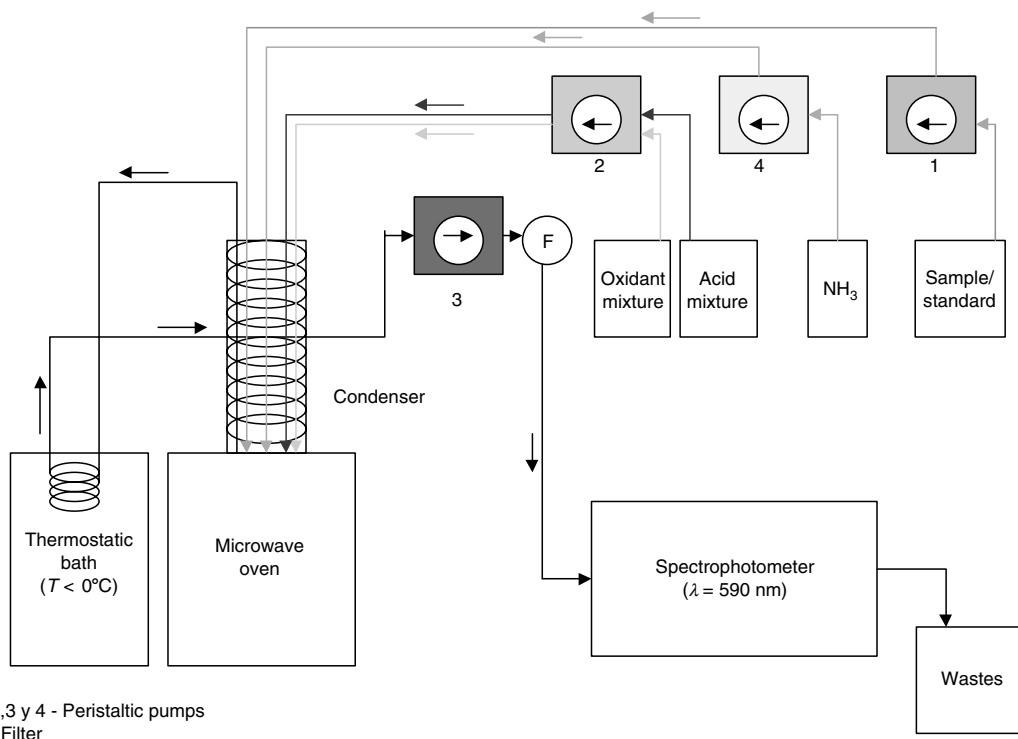 2
4
1
3
F
Oxidant
mixture
Acid
mixture
NH₃
Sample/
standard
Condenser
Thermostatic
bath
(T < 0°C)
Microwave
oven
Spectrophotometer
(λ = 590 nm)
Wastes
,3 y 4 - Peristaltic pumps
Filter